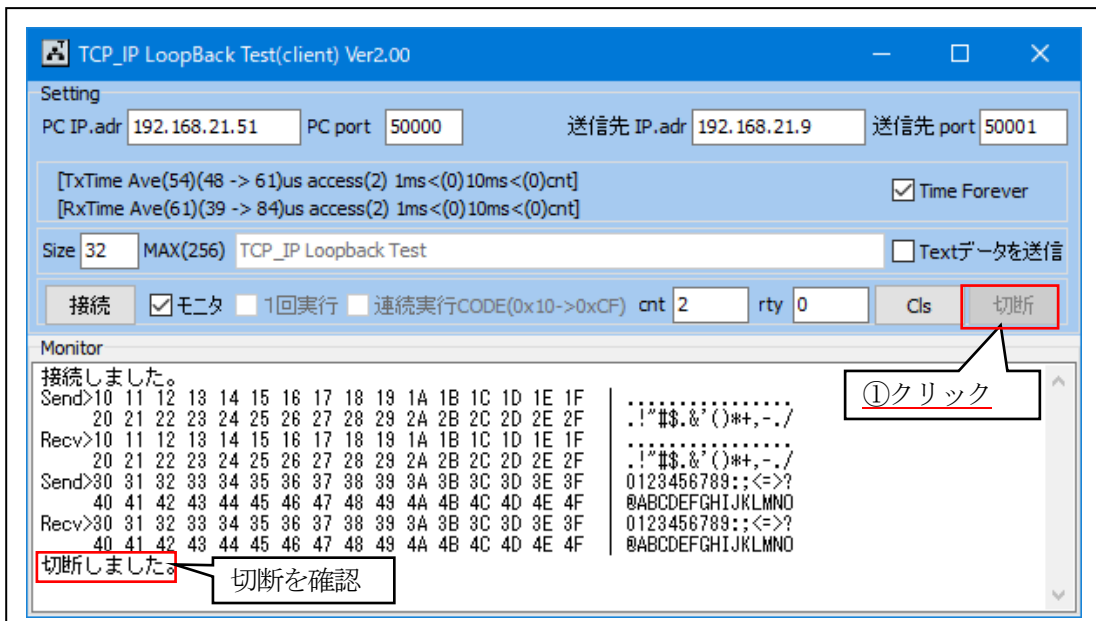 TCP_IP LoopBack Test(client) Ver2.00
Setting
PC IP.adr 192.168.21.51 PC port 50000 送信先 IP.adr 192.168.21.9 送信先 port 50001
[TxTime Ave(54)(48 -> 61)us access(2) 1ms<(0)10ms<(0)cnt]
[RxTime Ave(61)(39 -> 84)us access(2) 1ms<(0)10ms<(0)cnt]
Time Forever
Size 32 MAX(256) TCP_IP Loopback Test Textデータを送信
接続 モニタ 1回実行 連続実行CODE(0x10->0xCF) cnt 2 rty 0 Cls 切断
Monitor
①クリック
接続しました。
Send>10 11 12 13 14 15 16 17 18 19 1A 1B 1C 1D 1E 1F | ................
20 21 22 23 24 25 26 27 28 29 2A 2B 2C 2D 2E 2F | .!"#$.&'()*+,-./
Recv>10 11 12 13 14 15 16 17 18 19 1A 1B 1C 1D 1E 1F | ................
20 21 22 23 24 25 26 27 28 29 2A 2B 2C 2D 2E 2F | .!"#$.&'()*+,-./
Send>30 31 32 33 34 35 36 37 38 39 3A 3B 3C 3D 3E 3F | 0123456789:;<=>?
40 41 42 43 44 45 46 47 48 49 4A 4B 4C 4D 4E 4F | @ABCDEFGHIJKLMNO
Recv>30 31 32 33 34 35 36 37 38 39 3A 3B 3C 3D 3E 3F | 0123456789:;<=>?
40 41 42 43 44 45 46 47 48 49 4A 4B 4C 4D 4E 4F | @ABCDEFGHIJKLMNO
切断しました。
切断を確認